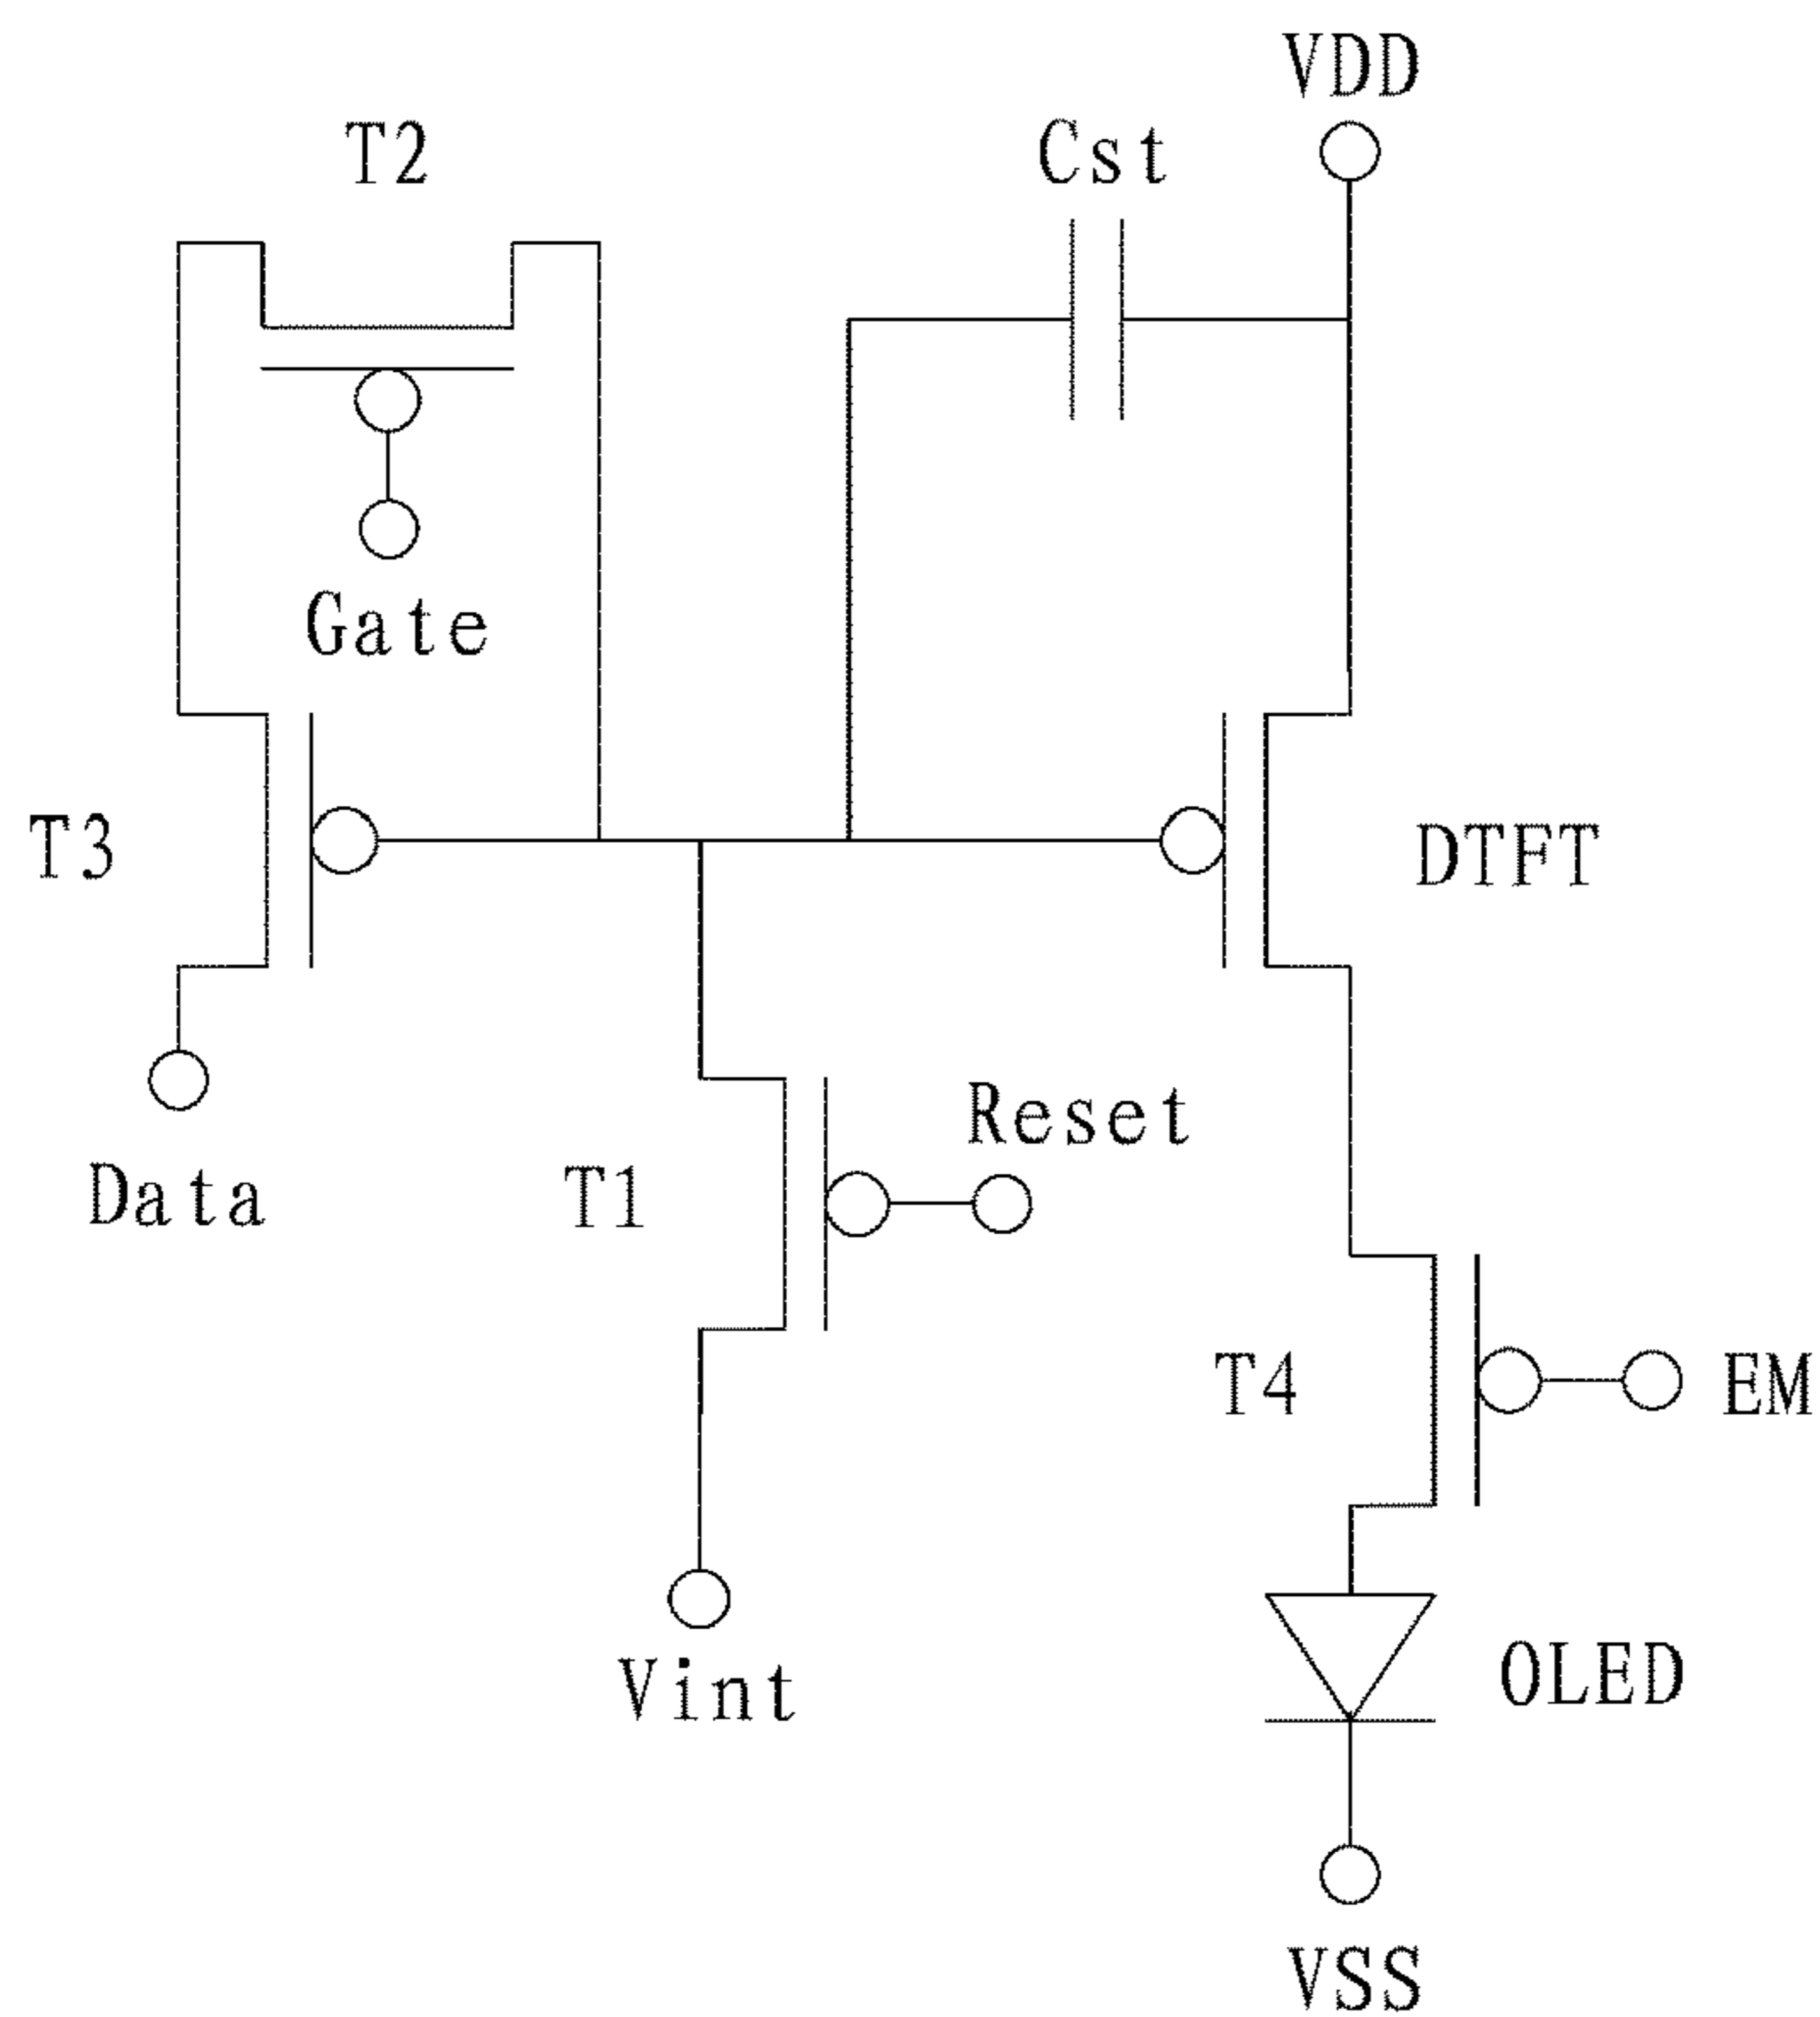 VDD
T2
Cst
Gate
T3
DTFT
Reset
Data
T1
T4
EM
OLED
Vint
VSS